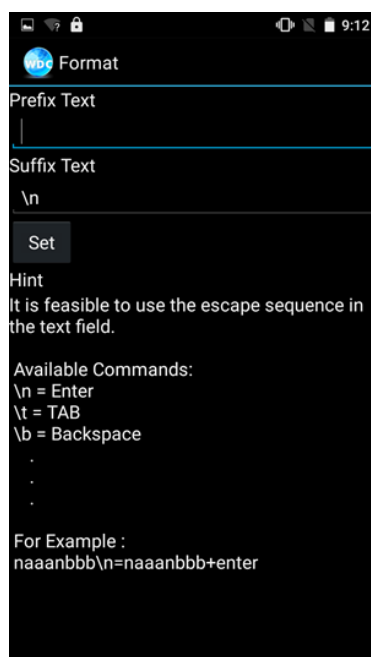 9:12
WDC Format
Prefix Text
Suffix Text
\n
Set
Hint
It is feasible to use the escape sequence in
the text field.
Available Commands:
\n = Enter
\t = TAB
\b = Backspace
.
.
.
For Example :
naaanbbb\n=naaanbbb+enter